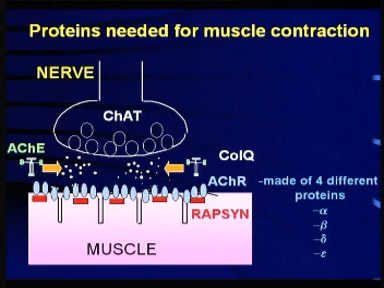 Proteins needed for muscle contraction
NERVE
ChAT
AChE
ColQ
AChR
-made of 4 different
proteins
-α
-β
-δ
-ε
RAPSYN
MUSCLE